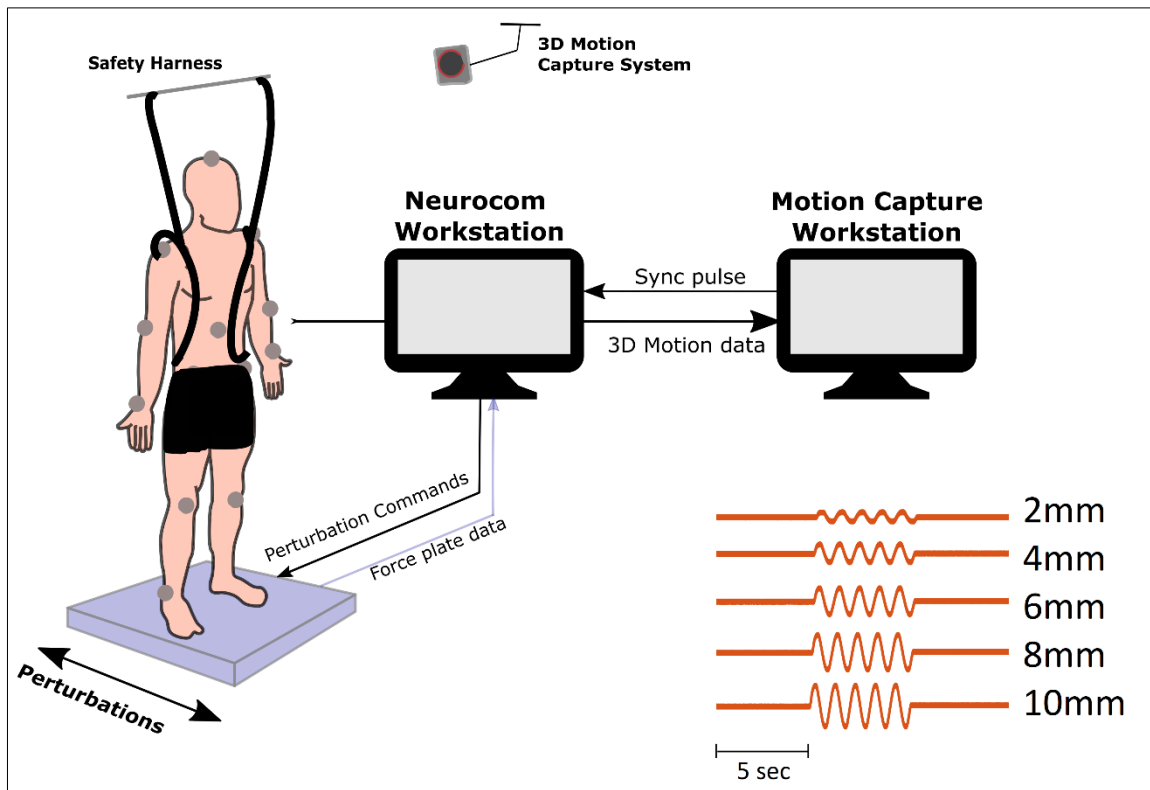 3D Motion
Capture System
Safety Harness
Neurocom
Workstation
Motion Capture
Workstation
Sync pulse
3D Motion data
Perturbation Commands
Force plate data
Perturbations
2mm
4mm
6mm
8mm
10mm
5 sec